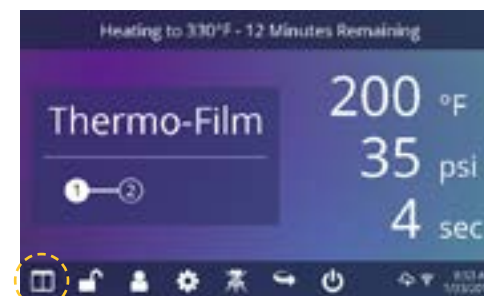 Heating to 330°F - 12 Minutes Remaining
Thermo-Film
1 2
200 °F
35 psi
4 sec